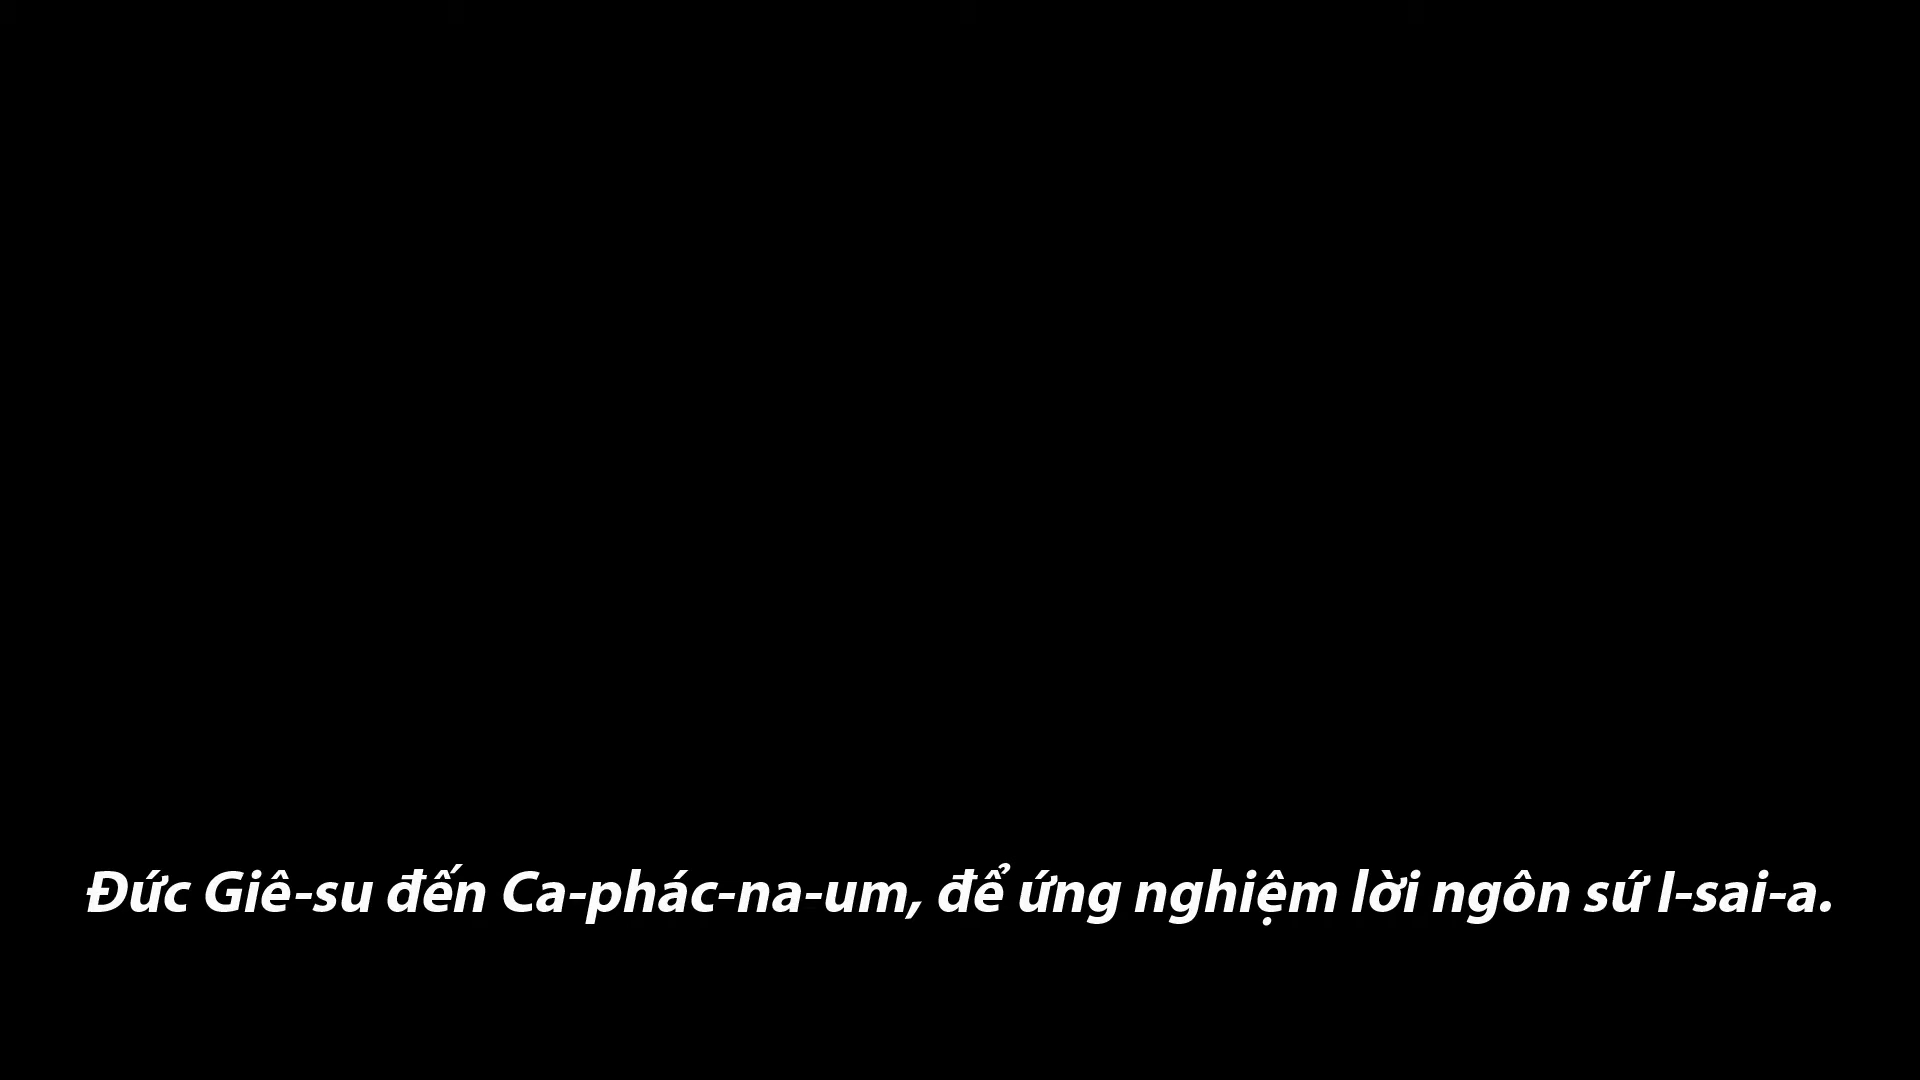 Đức Giê-su đến Ca-phác-na-um, để ứng nghiệm lời ngôn sứ I-sai-a.